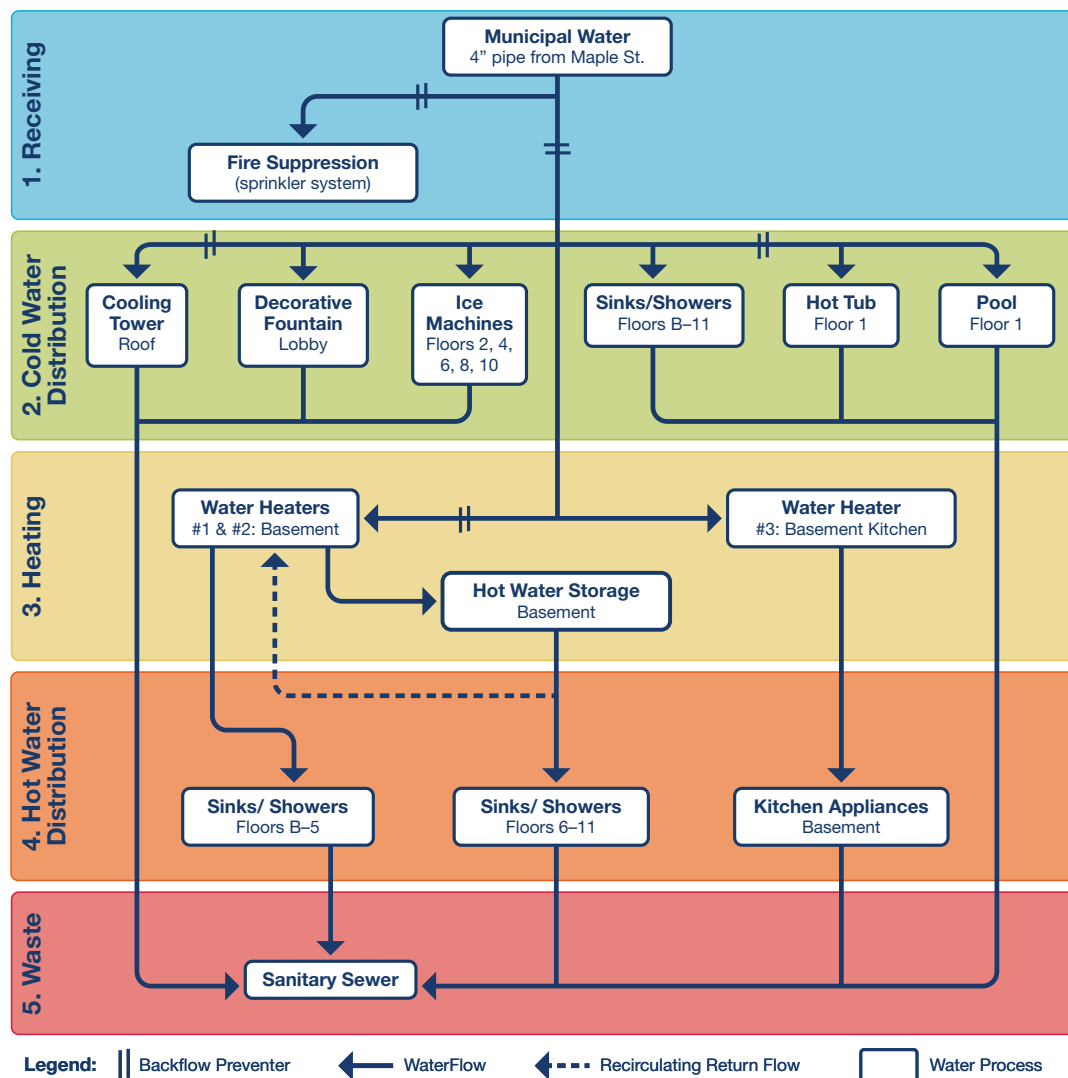 1. Receiving
Municipal Water
4” pipe from Maple St.
Fire Suppression
(sprinkler system)
2. Cold Water
Distribution
Cooling
Tower
Roof
Decorative
Fountain
Lobby
Ice
Machines
Floors 2, 4,
6, 8, 10
Sinks/Showers
Floors B–11
Hot Tub
Floor 1
Pool
Floor 1
3. Heating
Water Heaters
#1 & #2: Basement
Water Heater
#3: Basement Kitchen
Hot Water Storage
Basement
4. Hot Water
Distribution
Sinks/ Showers
Floors B–5
Sinks/ Showers
Floors 6–11
Kitchen Appliances
Basement
5. Waste
Sanitary Sewer
Legend:
Backflow Preventer
WaterFlow
Recirculating Return Flow
Water Process